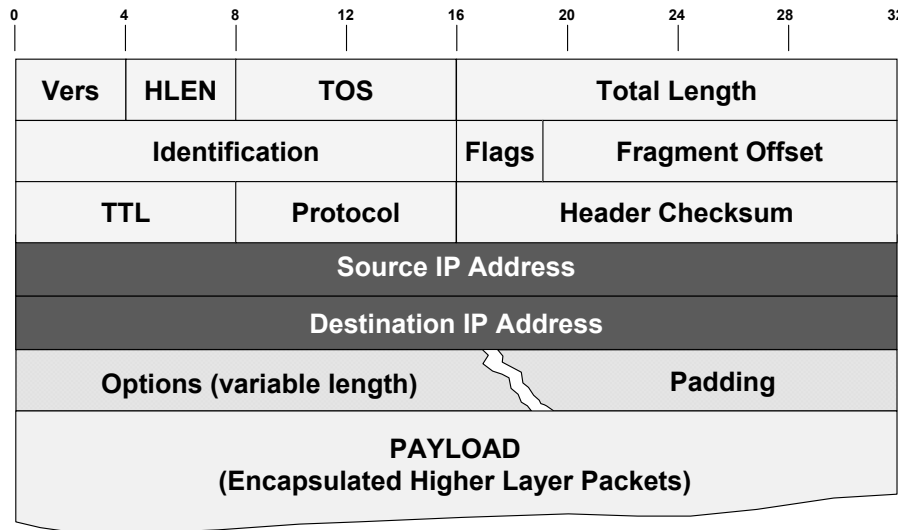 0 4 8 12 16 20 24 28 32
Vers HLEN TOS Total Length
Identification Flags Fragment Offset
TTL Protocol Header Checksum
Source IP Address
Destination IP Address
Options (variable length) Padding
PAYLOAD
(Encapsulated Higher Layer Packets)